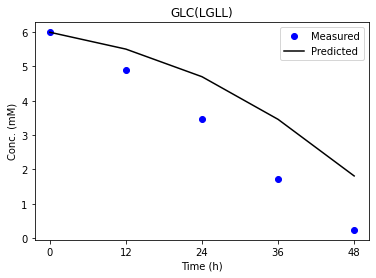 GLC(LGLL)
Measured
Predicted
Conc. (mM)
6
5
4
3
2
1
0
0 12 24 36 48
Time (h)